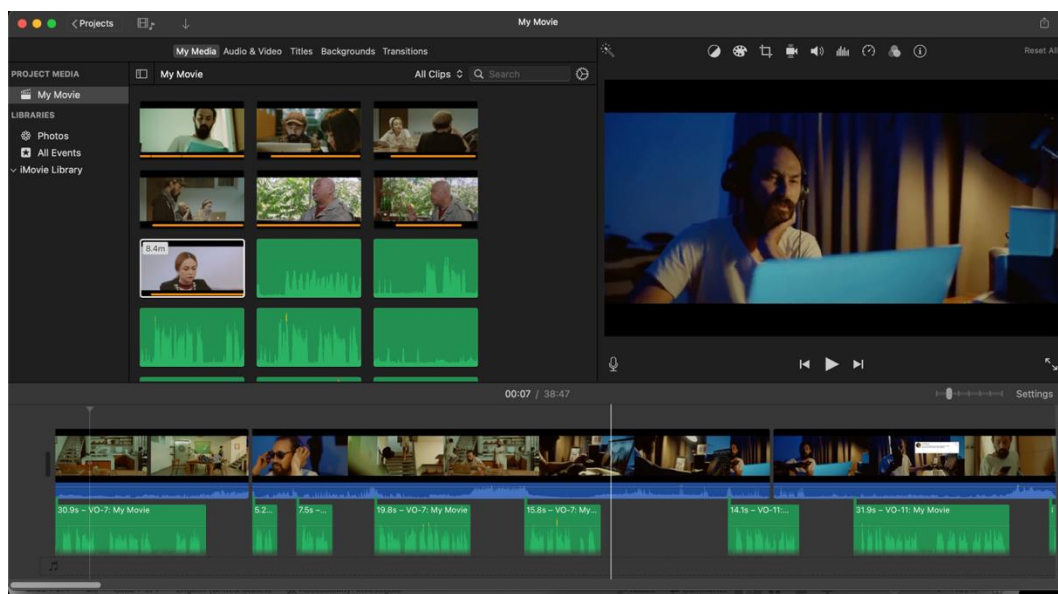 Projects
My Movie
My Media Audio & Video Titles Backgrounds Transitions
Reset All
PROJECT MEDIA
My Movie
All Clips
Search
My Movie
LIBRARIES
Photos
All Events
iMovie Library
8.4m
00:07 / 38:47
Settings
30.9s – VO-7: My Movie
5.2...
7.5s –...
19.8s – VO-7: My Movie
15.8s – VO-7: My...
14.1s – VO-11:...
31.9s – VO-11: My Movie